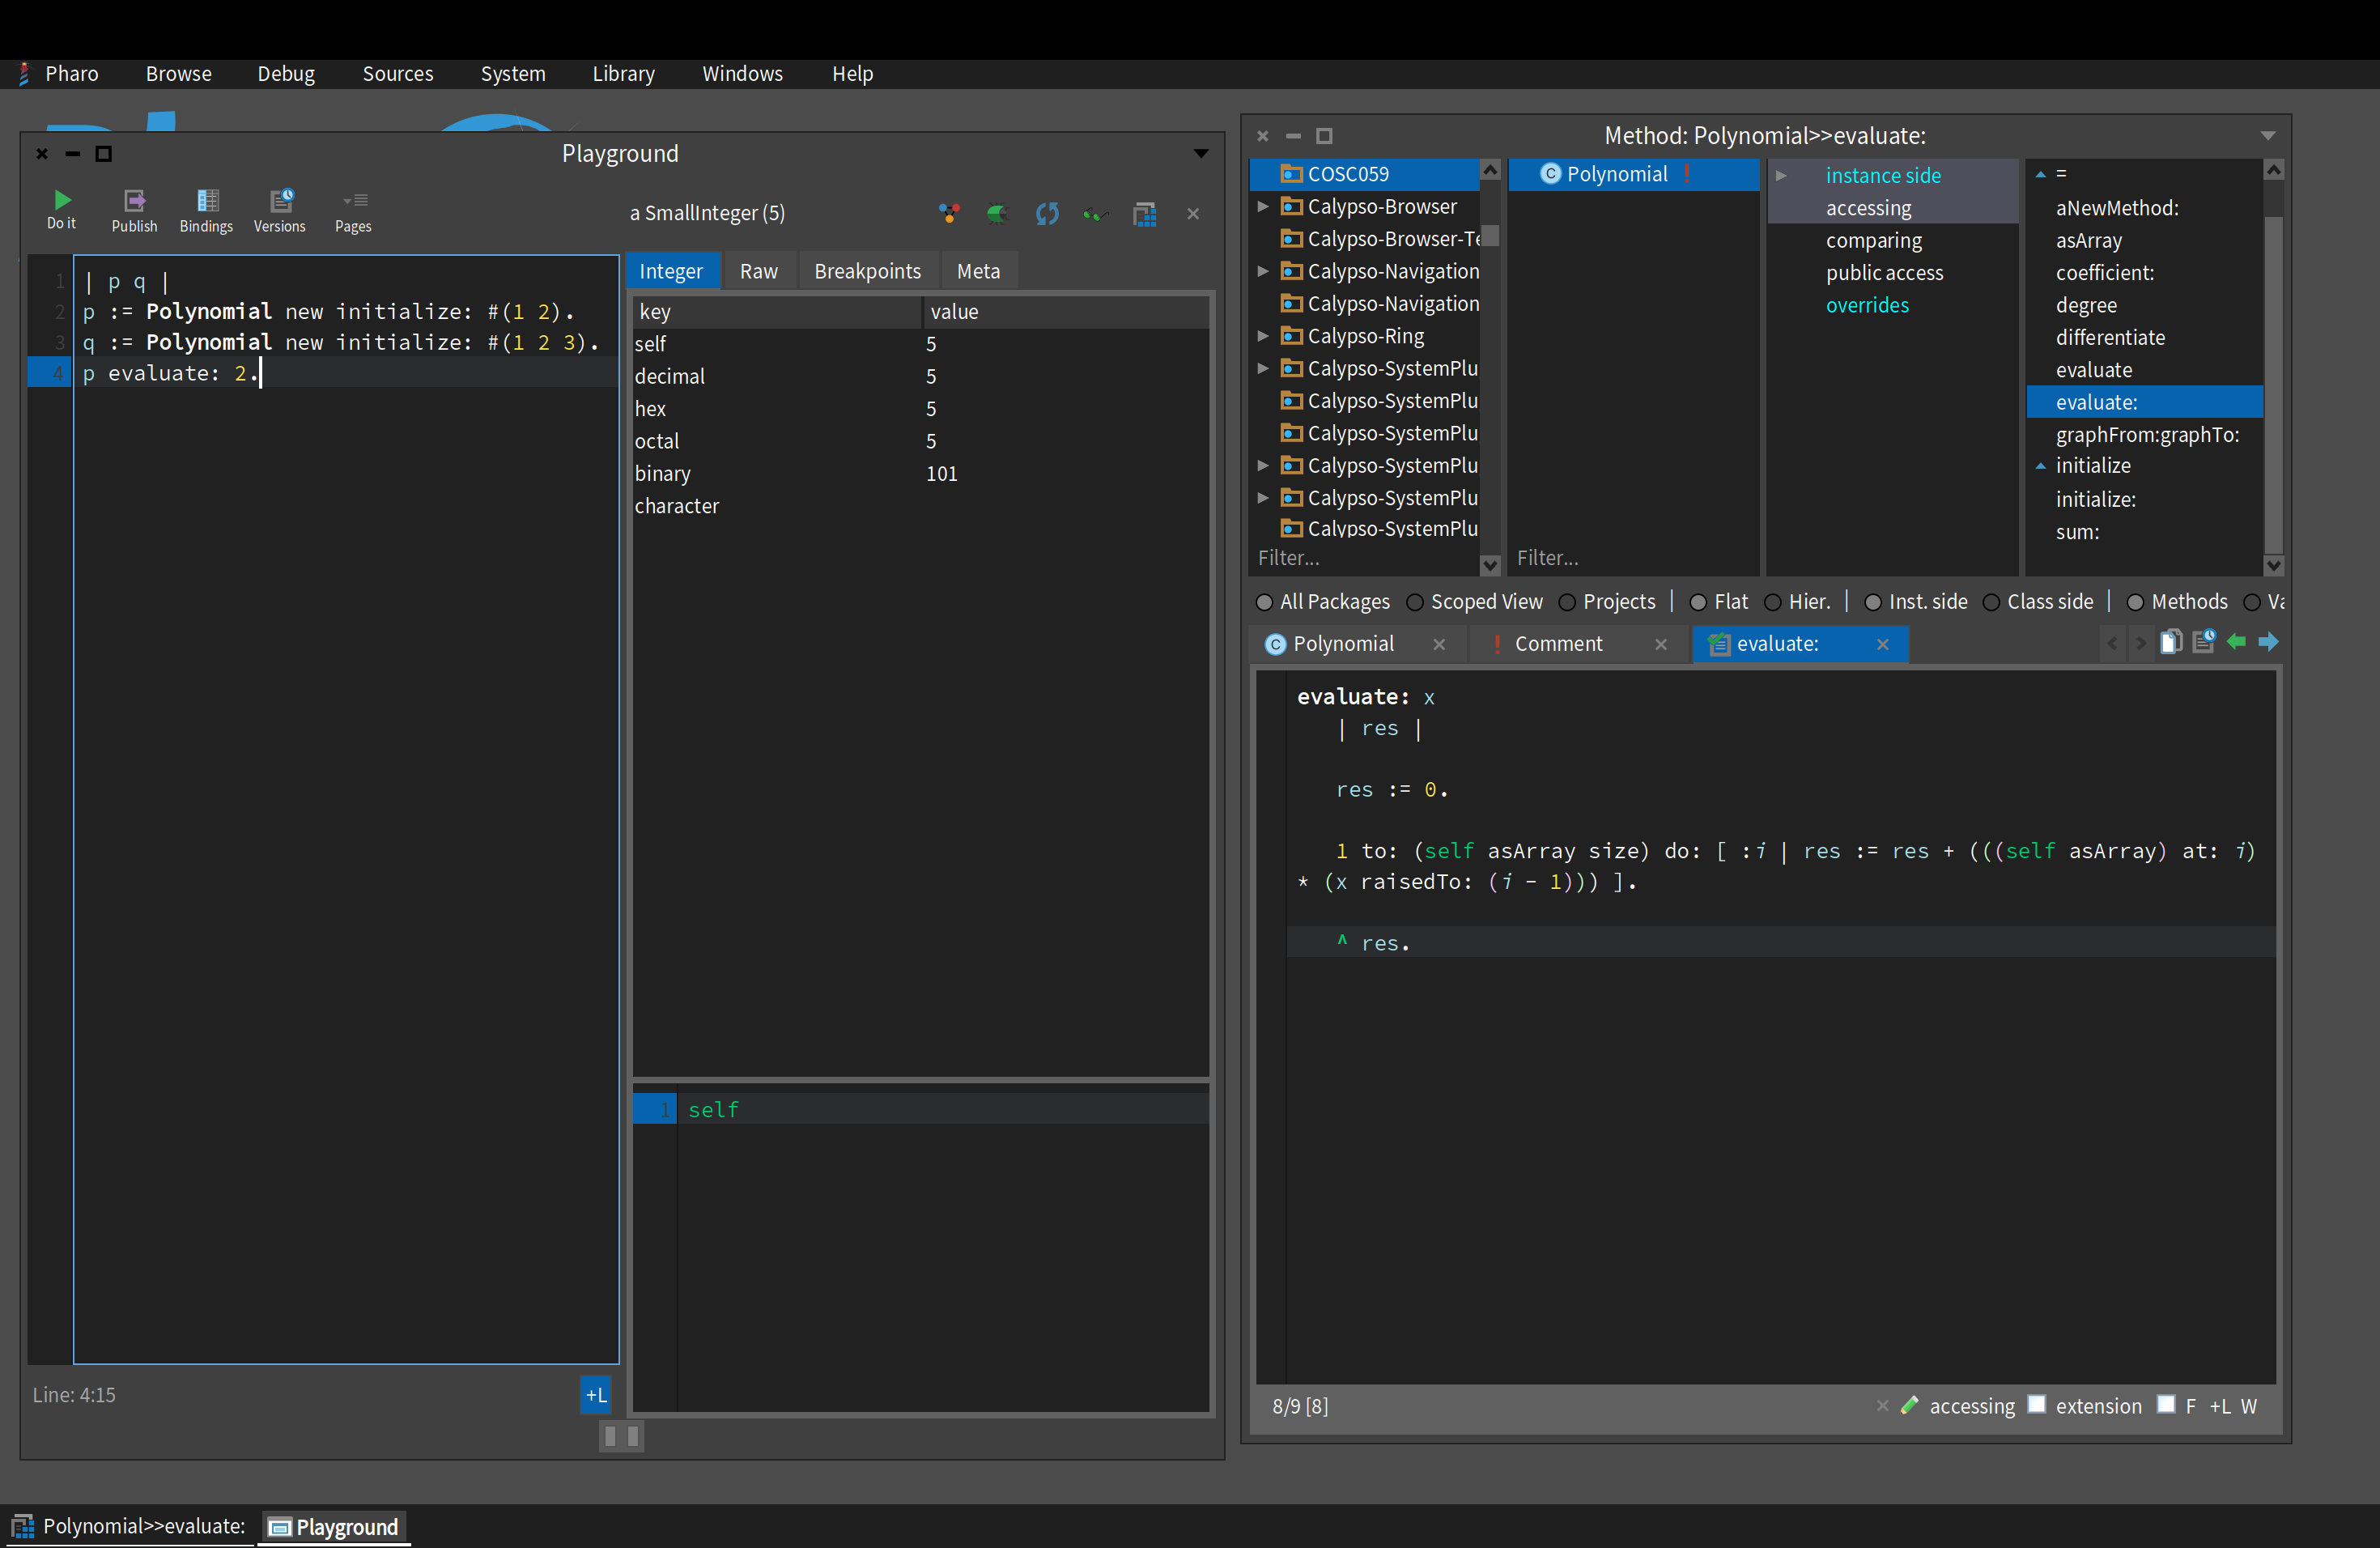 Pharo Browse Debug Sources System Library Windows Help
Playground
Do it Publish Bindings Versions Pages
a SmallInteger (5)
1 | p q |
2 p := Polynomial new initialize: #(1 2).
3 q := Polynomial new initialize: #(1 2 3).
4 p evaluate: 2.
Line: 4:15
+L
Integer Raw Breakpoints Meta
key value
self 5
decimal 5
hex 5
octal 5
binary 101
character
1 self
Method: Polynomial>>evaluate:
COSC059
Calypso-Browser
Calypso-Browser-Te
Calypso-Navigation
Calypso-Navigation
Calypso-Ring
Calypso-SystemPlu
Calypso-SystemPlu
Calypso-SystemPlu
Calypso-SystemPlu
Calypso-SystemPlu
Calypso-SystemPlu
Filter...
C Polynomial !
Filter...
instance side
accessing
comparing
public access
overrides
=
aNewMethod:
asArray
coefficient:
degree
differentiate
evaluate
evaluate:
graphFrom:graphTo:
initialize
initialize:
sum:
All Packages Scoped View Projects | Flat Hier. | Inst. side Class side | Methods Va
C Polynomial ! Comment evaluate:
evaluate: x
| res |
res := 0.
1 to: (self asArray size) do: [ :i | res := res + (((self asArray) at: i)
* (x raisedTo: (i - 1))) ].
^ res.
8/9 [8] accessing extension F +L W
Polynomial>>evaluate: Playground